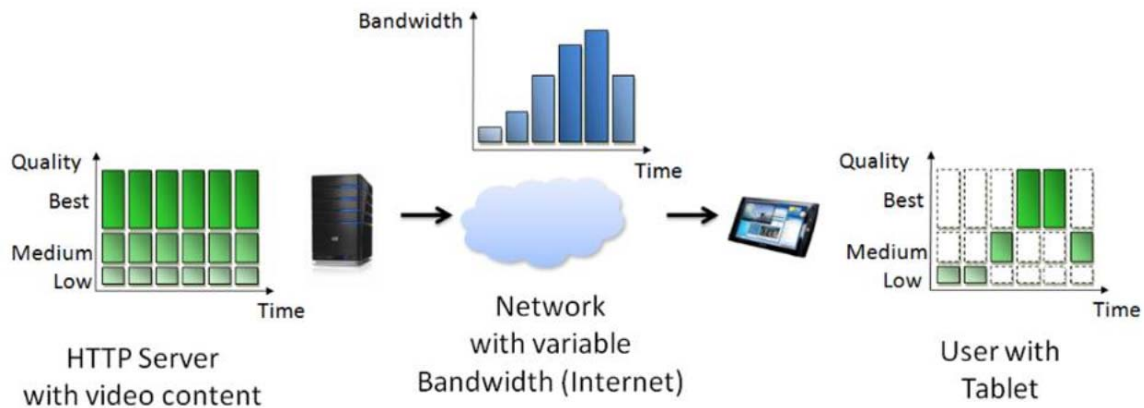 Bandwidth
Time
Quality
Best
Medium
Low
Time
HTTP Server
with video content
Network
with variable
Bandwidth (Internet)
Quality
Best
Medium
Low
Time
User with
Tablet